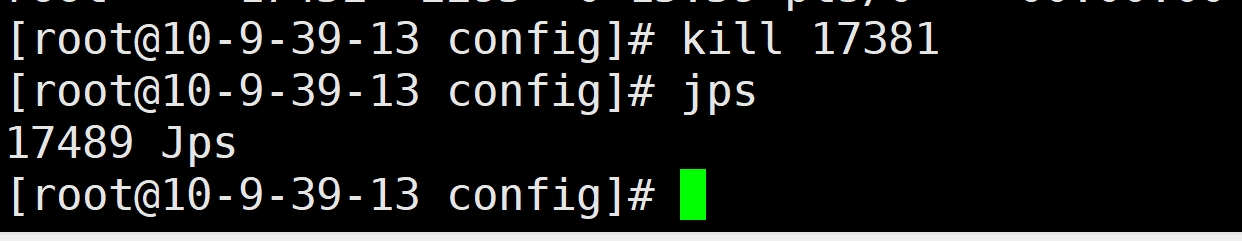 [root@10-9-39-13 config]# kill 17381
[root@10-9-39-13 config]# jps
17489 Jps
[root@10-9-39-13 config]#